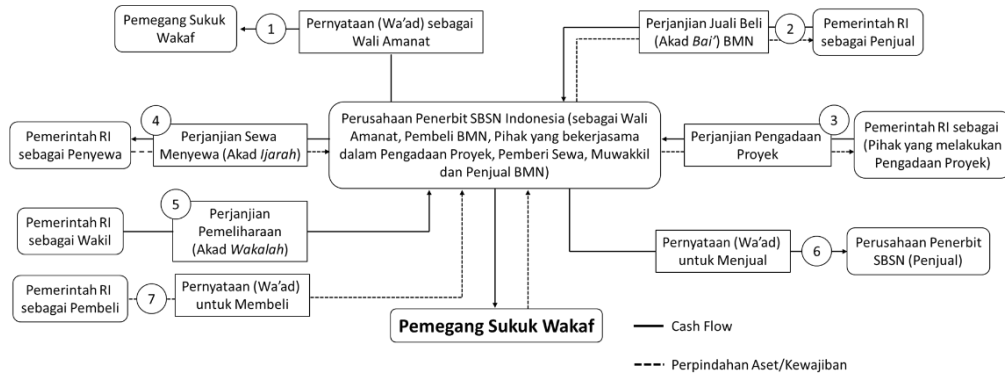 Pemegang Sukuk
Wakaf
1
Pernyataan (Wa'ad) sebagai
Wali Amanat
Perjanjian Juali Beli
(Akad Bai') BMN
2
Pemerintah RI
sebagai Penjual
Pemerintah RI
sebagai Penyewa
4
Perjanjian Sewa
Menyewa (Akad Ijarah)
Perusahaan Penerbit SBSN Indonesia (sebagai Wali
Amanat, Pembeli BMN, Pihak yang bekerjasama
dalam Pengadaan Proyek, Pemberi Sewa, Muwakkil
dan Penjual BMN)
Perjanjian Pengadaan
Proyek
3
Pemerintah RI sebagai
(Pihak yang melakukan
Pengadaan Proyek)
Pemerintah RI
sebagai Wakil
5
Perjanjian
Pemeliharaan
(Akad Wakalah)
Pernyataan (Wa'ad)
untuk Menjual
6
Perusahaan Penerbit
SBSN (Penjual)
Pemerintah RI
sebagai Pembeli
7
Pernyataan (Wa'ad)
untuk Membeli
Pemegang Sukuk Wakaf
Cash Flow
Perpindahan Aset/Kewajiban